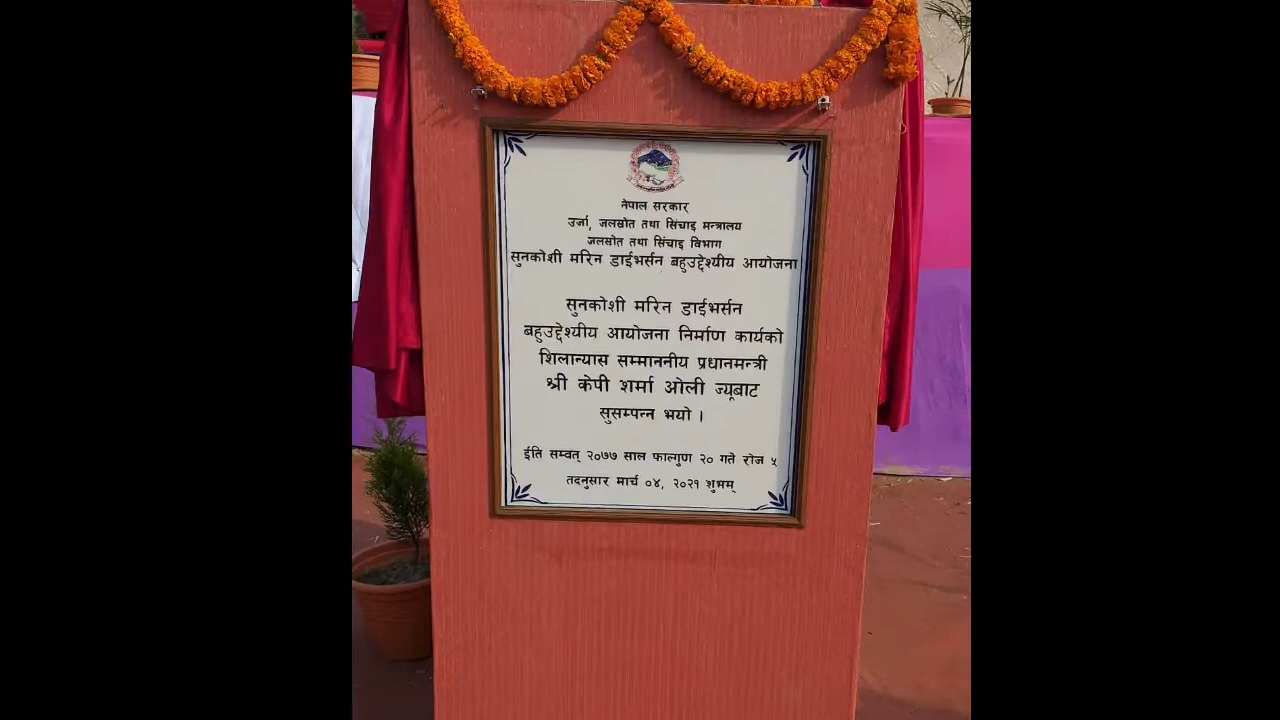 नेपाल सरकार
उर्जा, जलस्रोत तथा सिंचाइ मन्त्रालय
जलस्रोत तथा सिंचाइ विभाग
सुनकोशी मरिन डाईभर्सन बहुउद्देश्यीय आयोजना
सुनकोशी मरिन डाईभर्सन
बहुउद्देश्यीय आयोजना निर्माण कार्यको
शिलान्यास सम्माननीय प्रधानमन्त्री
श्री केपी शर्मा ओली ज्यूबाट
सुसम्पन्न भयो ।
ईति सम्वत् २०७७ साल फाल्गुण २० गते रोज ५
तदनुसार मार्च ०४, २०२१ शुभम्